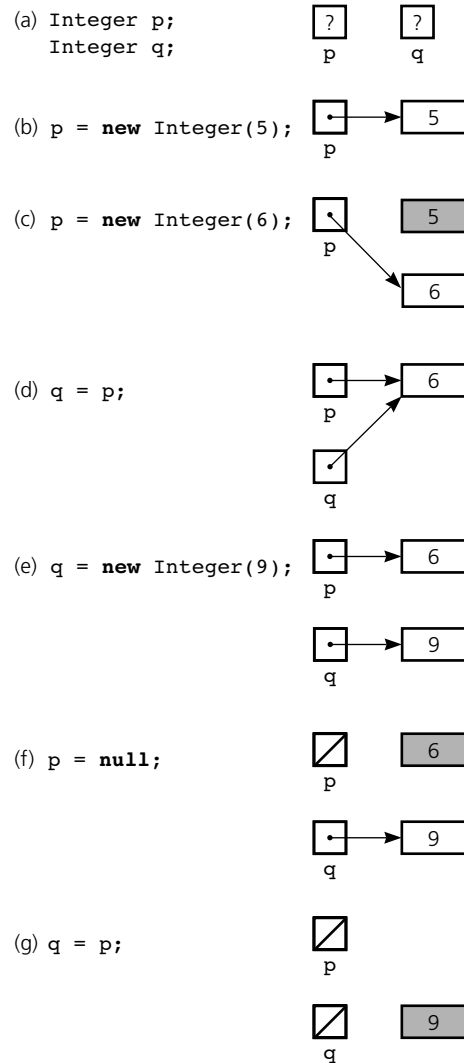 (a) Integer p; ? ?
Integer q; p q
(b) p = new Integer(5); 5
p
(c) p = new Integer(6); 5
p
6
(d) q = p; 6
p
q
(e) q = new Integer(9); 6
p
9
q
(f) p = null; 6
p
9
q
(g) q = p;
p
9
q